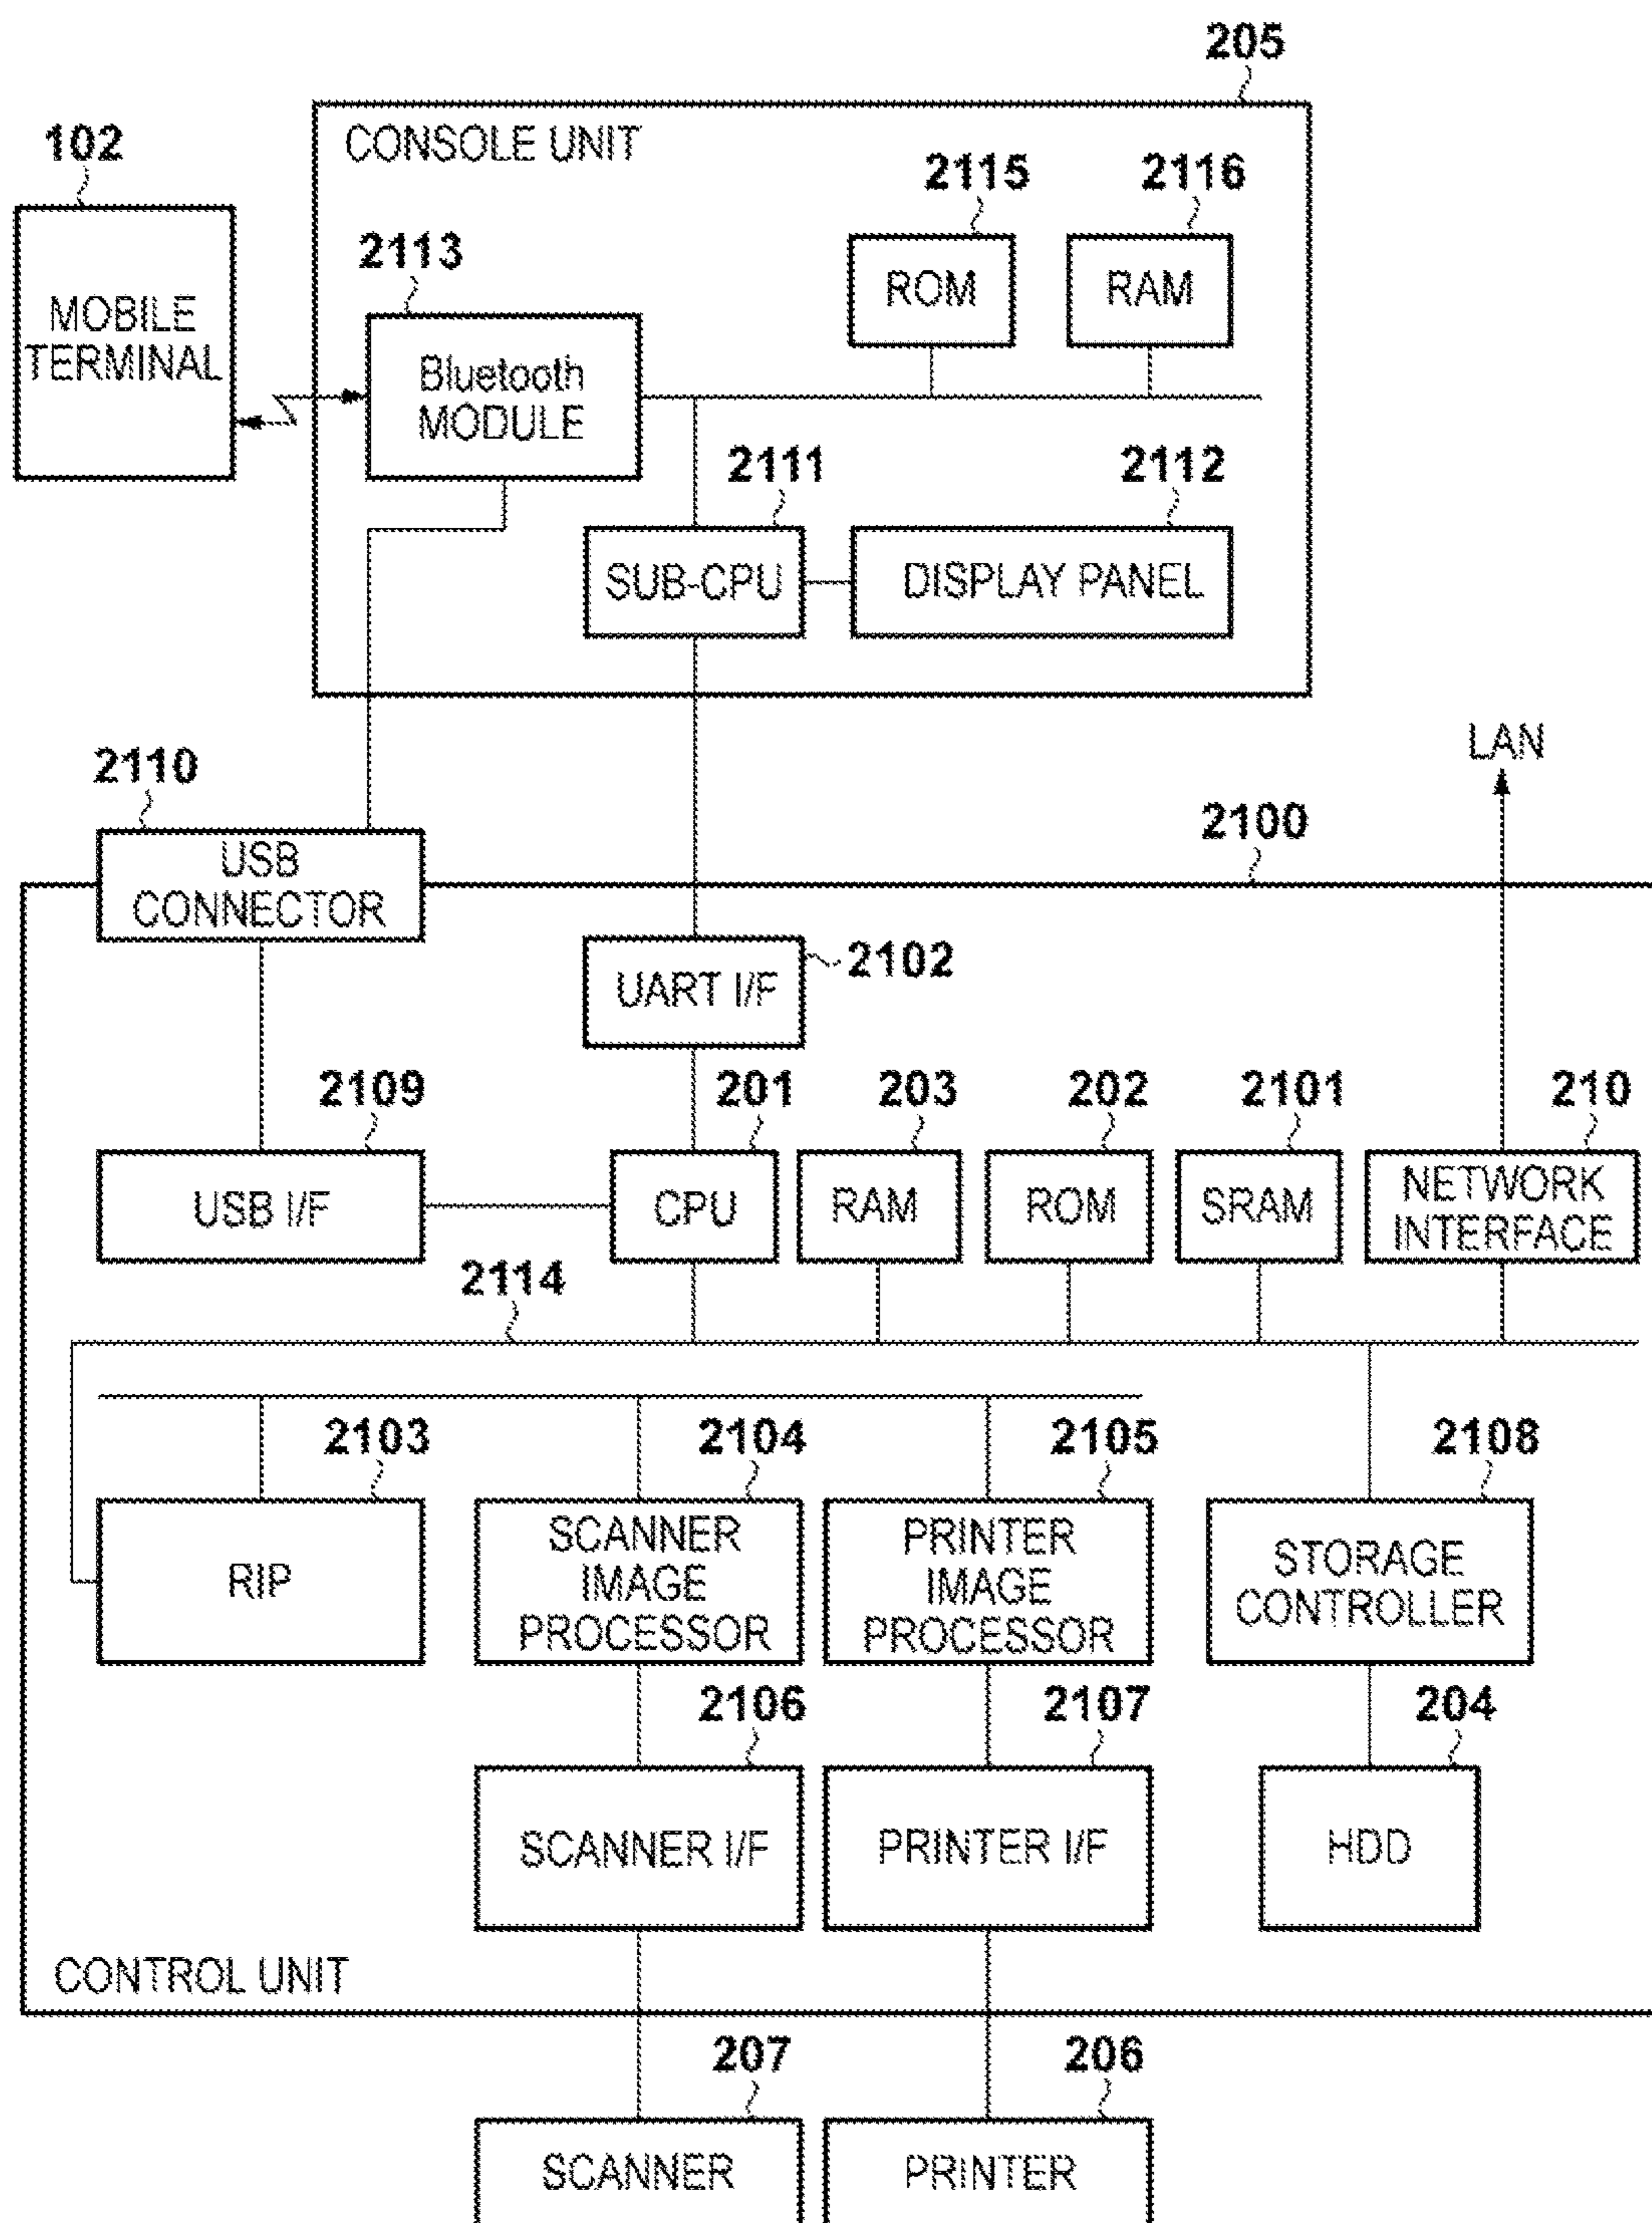 205
102
CONSOLE UNIT
2115
2116
2113
ROM
RAM
MOBILE
TERMINAL
Bluetooth
MODULE
2111
2112
SUB-CPU
DISPLAY PANEL
LAN
2110
2100
USB
CONNECTOR
2102
UART I/F
2109
201
203
202
2101
210
USB I/F
CPU
RAM
ROM
SRAM
NETWORK
INTERFACE
2114
2103
2104
2105
2108
RIP
SCANNER
IMAGE
PROCESSOR
PRINTER
IMAGE
PROCESSOR
STORAGE
CONTROLLER
2106
2107
204
SCANNER I/F
PRINTER I/F
HDD
CONTROL UNIT
207
206
SCANNER
PRINTER